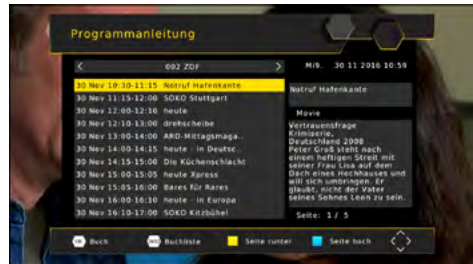 Programmanleitung
002 ZDF
Mi9. 30 11 2016 10:59
30 Nov 10:30-11:15 Notruf Hafenkante
30 Nov 11:15-12:00 SOKO Stuttgart
30 Nov 12:00-12:10 heute
30 Nov 12:10-13:00 drehscheibe
30 Nov 13:00-14:00 ARD-Mittagsmaga..
30 Nov 14:00-14:15 heute - in Deutsc..
30 Nov 14:15-15:00 Die Küchenschlacht
30 Nov 15:00-15:05 heute Xpress
30 Nov 15:05-16:00 Bares für Rares
30 Nov 16:00-16:10 heute - in Europa
30 Nov 16:10-17:00 SOKO Kitzbühel
Notruf Hafenkante
Movie
Vertrauensfrage
Krimiserie,
Deutschland 2008
Peter Groß steht nach
einem heftigen Streit mit
seiner Frau Lisa auf dem
Dach eines Hochhauses und
will sich umbringen. Er
glaubt, nicht der Vater
seines Sohnes Leon zu sein.
Seite: 1/ 5
Buch
Buchliste
Seite runter
Seite hoch